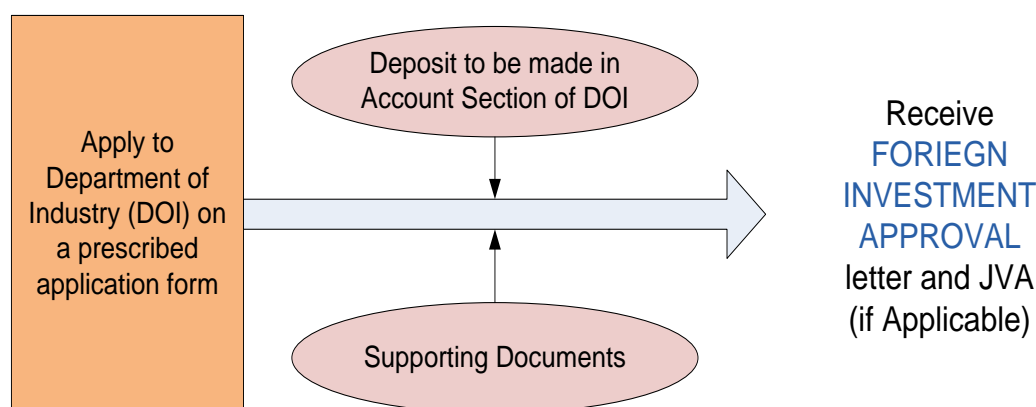 Apply to
Department of
Industry (DOI) on
a prescribed
application form
Deposit to be made in
Account Section of DOI
Supporting Documents
Receive
FORIEGN
INVESTMENT
APPROVAL
letter and JVA
(if Applicable)